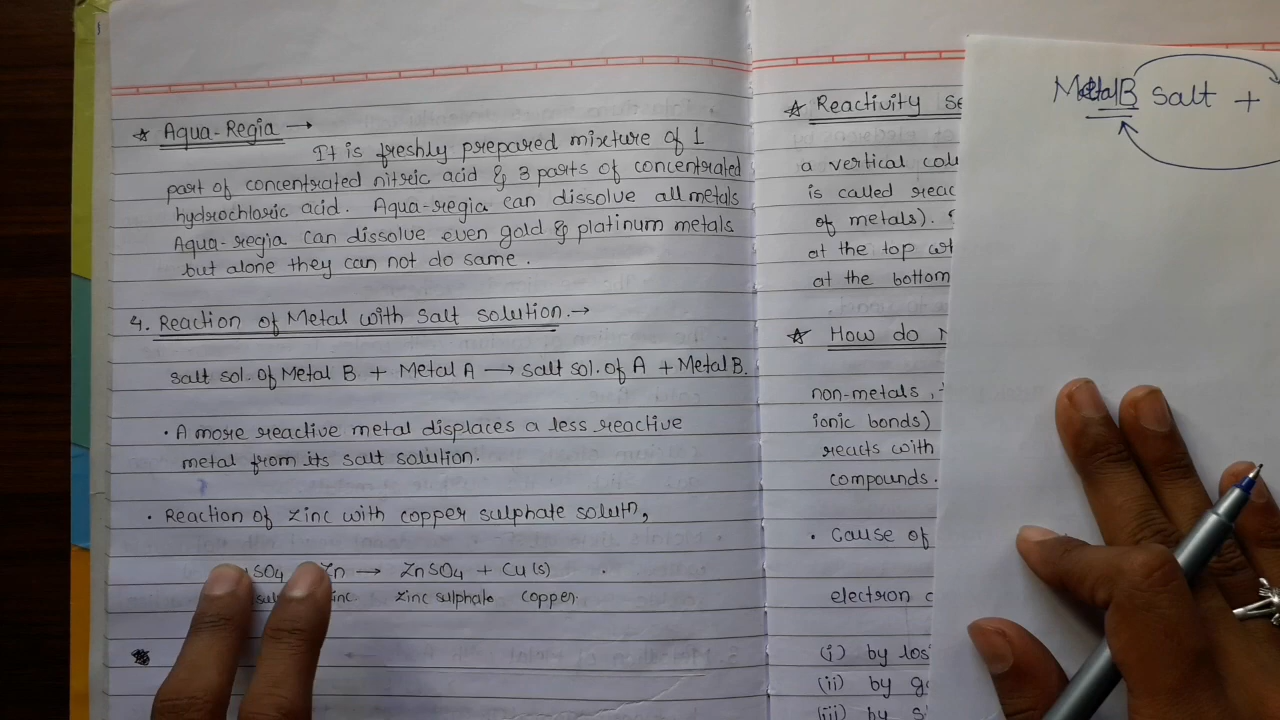 * Aqua-Regia →
It is freshly prepared mixture of 1
part of concentrated nitric acid & 3 parts of concentrated
hydrochloric acid. Aqua-regia can dissolve all metals
Aqua-regia can dissolve even gold & platinum metals
but alone they can not do same.
4. Reaction of Metal with Salt solution. →
Salt sol. of Metal B + Metal A → Salt sol. of A + Metal B.
• A more reactive metal displaces a less reactive
metal from its salt solution.
• Reaction of zinc with copper sulphate solutn,
SO4 Zn → ZnSO4 + Cu(s)
zinc sulphate copper.
* Reactivity
a vertical
is called
of metals).
at the top
at the bottom
* How do
non-metals,
ionic bonds)
reacts with
compounds.
• Cause of
electron
(i) by
(ii) by
(iii) by
Metal B Salt +